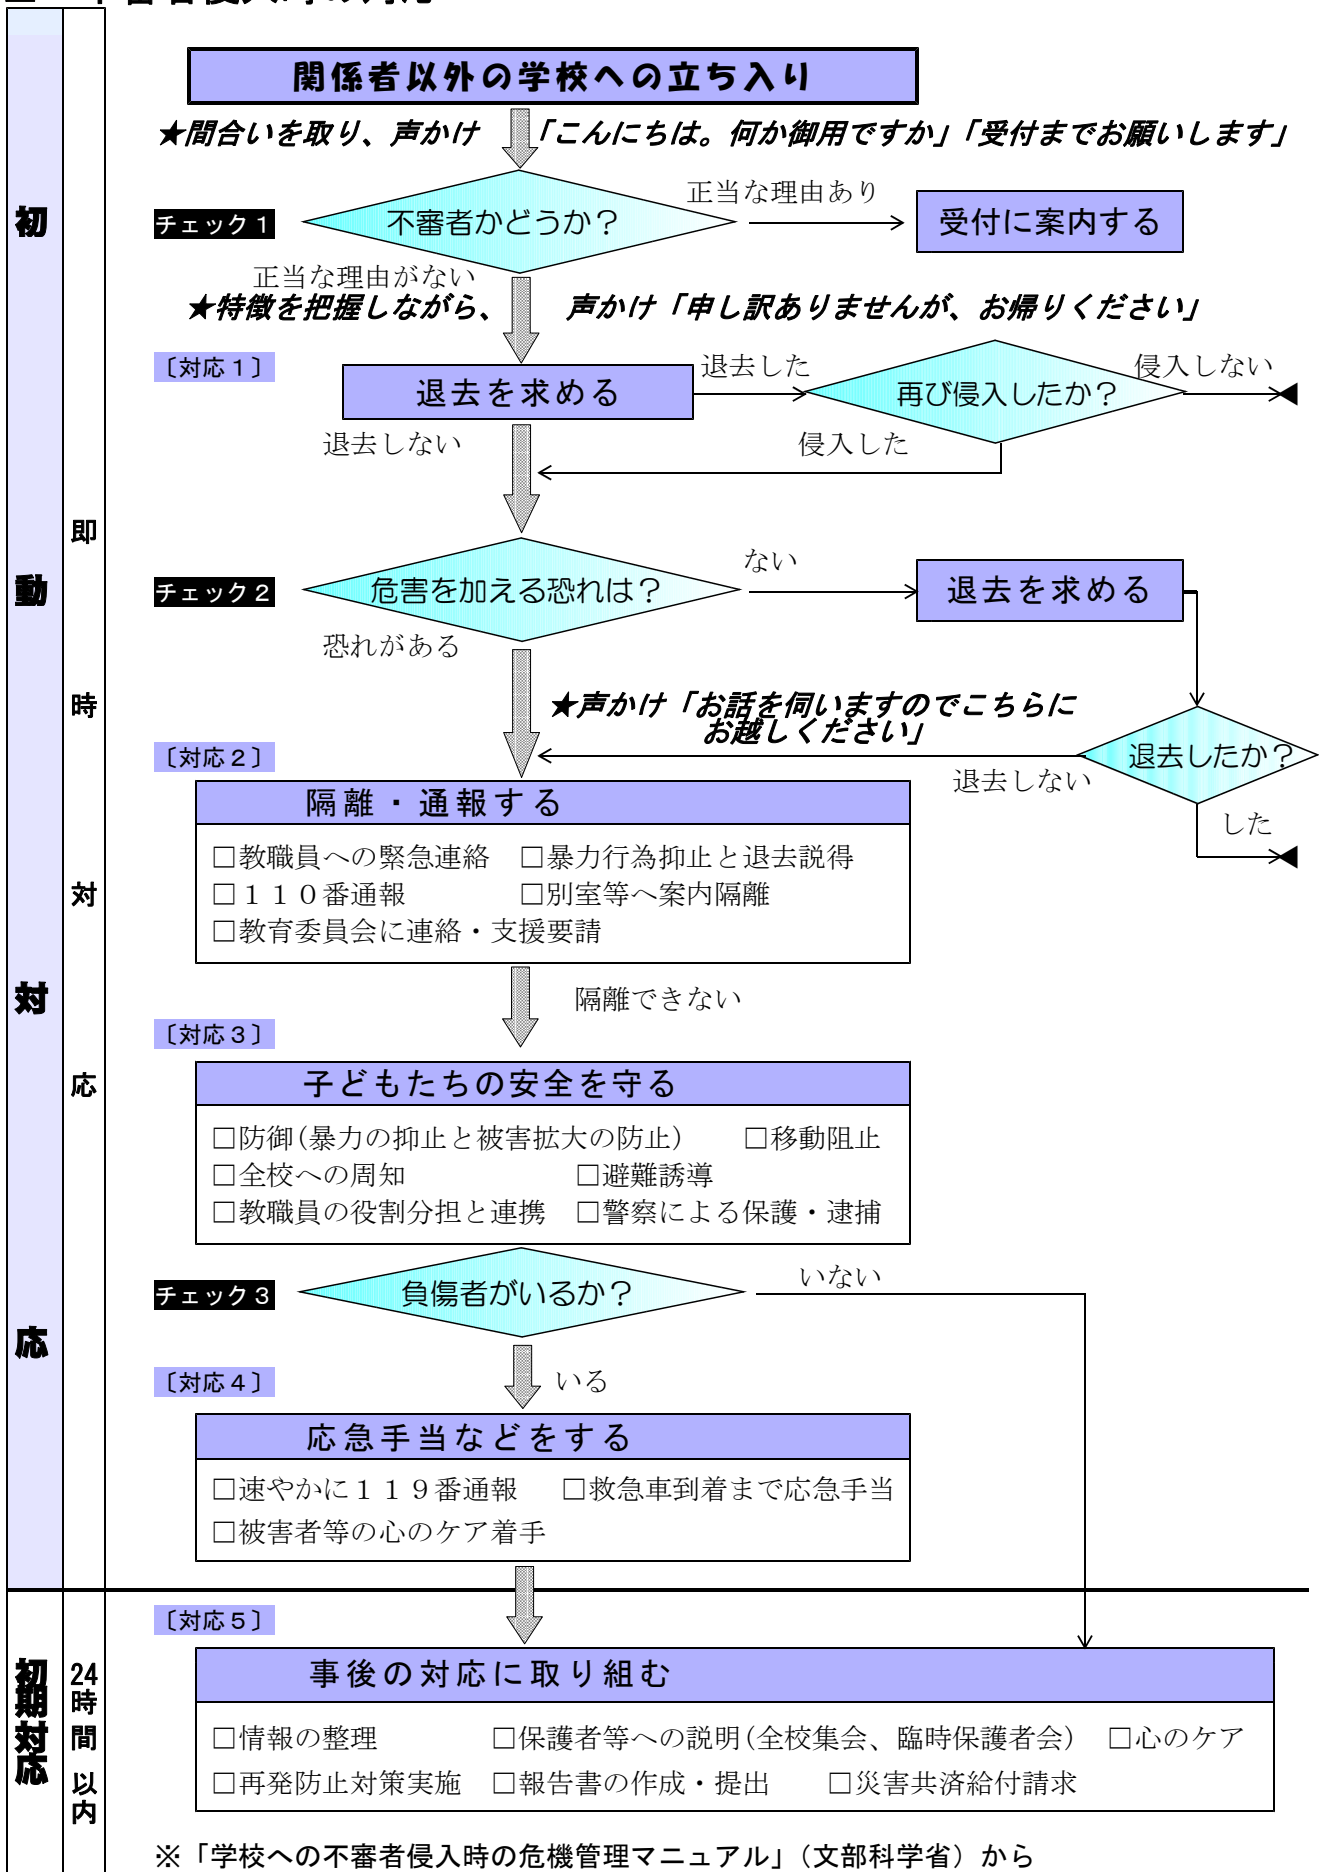 関係者以外の学校への立ち入り
★間合いを取り、声かけ 「こんにちは。何か御用ですか」「受付までお願いします」
チェック1
不審者かどうか？
正当な理由あり
受付に案内する
正当な理由がない
★特徴を把握しながら、 声かけ「申し訳ありませんが、お帰りください」
〔対応１〕
退去を求める
退去した
再び侵入したか？
侵入しない
退去しない
侵入した
チェック2
危害を加える恐れは？
ない
退去を求める
恐れがある
★声かけ「お話を伺いますのでこちらに
お越しください」
退去したか？
退去しない
した
〔対応２〕
隔離・通報する
□教職員への緊急連絡 □暴力行為抑止と退去説得
□１１０番通報 □別室等へ案内隔離
□教育委員会に連絡・支援要請
隔離できない
〔対応３〕
子どもたちの安全を守る
□防御(暴力の抑止と被害拡大の防止) □移動阻止
□全校への周知 □避難誘導
□教職員の役割分担と連携 □警察による保護・逮捕
チェック3
負傷者がいるか？
いない
いる
〔対応４〕
応急手当などをする
□速やかに１１９番通報 □救急車到着まで応急手当
□被害者等の心のケア着手
〔対応５〕
事後の対応に取り組む
□情報の整理 □保護者等への説明(全校集会、臨時保護者会) □心のケア
□再発防止対策実施 □報告書の作成・提出 □災害共済給付請求
※「学校への不審者侵入時の危機管理マニュアル」（文部科学省）から
初動対応
即時対応
初期対応
24時間以内